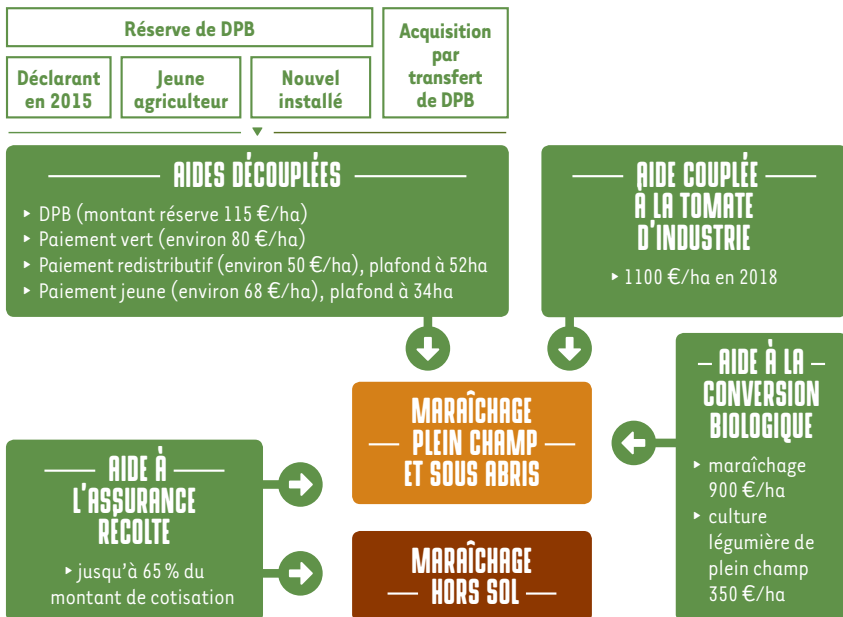 Réserve de DPB
Déclarant
en 2015
Jeune
agriculteur
Nouvel
installé
Acquisition
par
transfert
de DPB
AIDES DÉCOUPLÉES
▸ DPB (montant réserve 115 €/ha)
▸ Paiement vert (environ 80 €/ha)
▸ Paiement redistributif (environ 50 €/ha), plafond à 52ha
▸ Paiement jeune (environ 68 €/ha), plafond à 34ha
AIDE COUPLÉE
À LA TOMATE
D'INDUSTRIE
▸ 1100 €/ha en 2018
MARAÎCHAGE
PLEIN CHAMP
ET SOUS ABRIS
AIDE À LA
CONVERSION
BIOLOGIQUE
▸ maraîchage
900 €/ha
▸ culture
légumière de
plein champ
350 €/ha
AIDE À
L'ASSURANCE
RÉCOLTE
▸ jusqu'à 65 % du
montant de cotisation
MARAÎCHAGE
HORS SOL